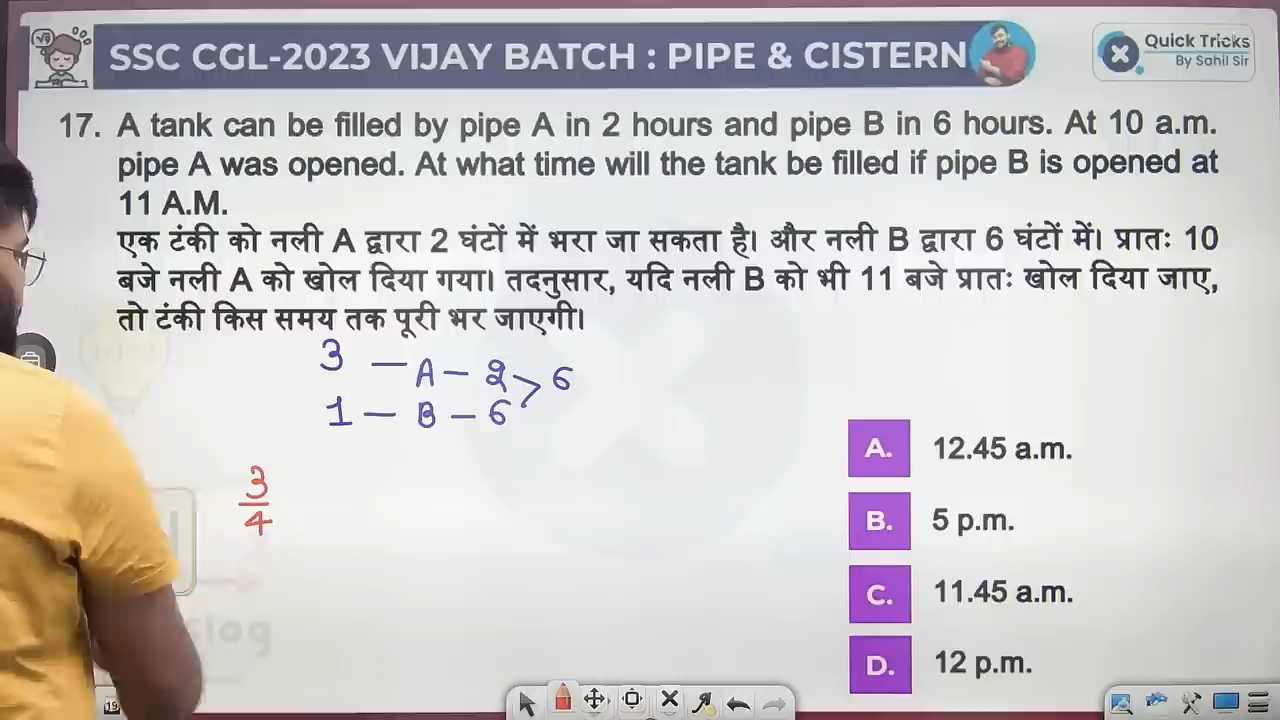 SSC CGL-2023 VIJAY BATCH : PIPE & CISTERN
Quick Tricks
By Sahil Sir
17. A tank can be filled by pipe A in 2 hours and pipe B in 6 hours. At 10 a.m.
pipe A was opened. At what time will the tank be filled if pipe B is opened at
11 A.M.
एक टंकी को नली A द्वारा 2 घंटों में भरा जा सकता है। और नली B द्वारा 6 घंटों में। प्रातः 10
बजे नली A को खोल दिया गया। तदनुसार, यदि नली B को भी 11 बजे प्रातः खोल दिया जाए,
तो टंकी किस समय तक पूरी भर जाएगी।
3 — A — 2 > 6
1 — B — 6
3
4
A. 12.45 a.m.
B. 5 p.m.
C. 11.45 a.m.
D. 12 p.m.
19